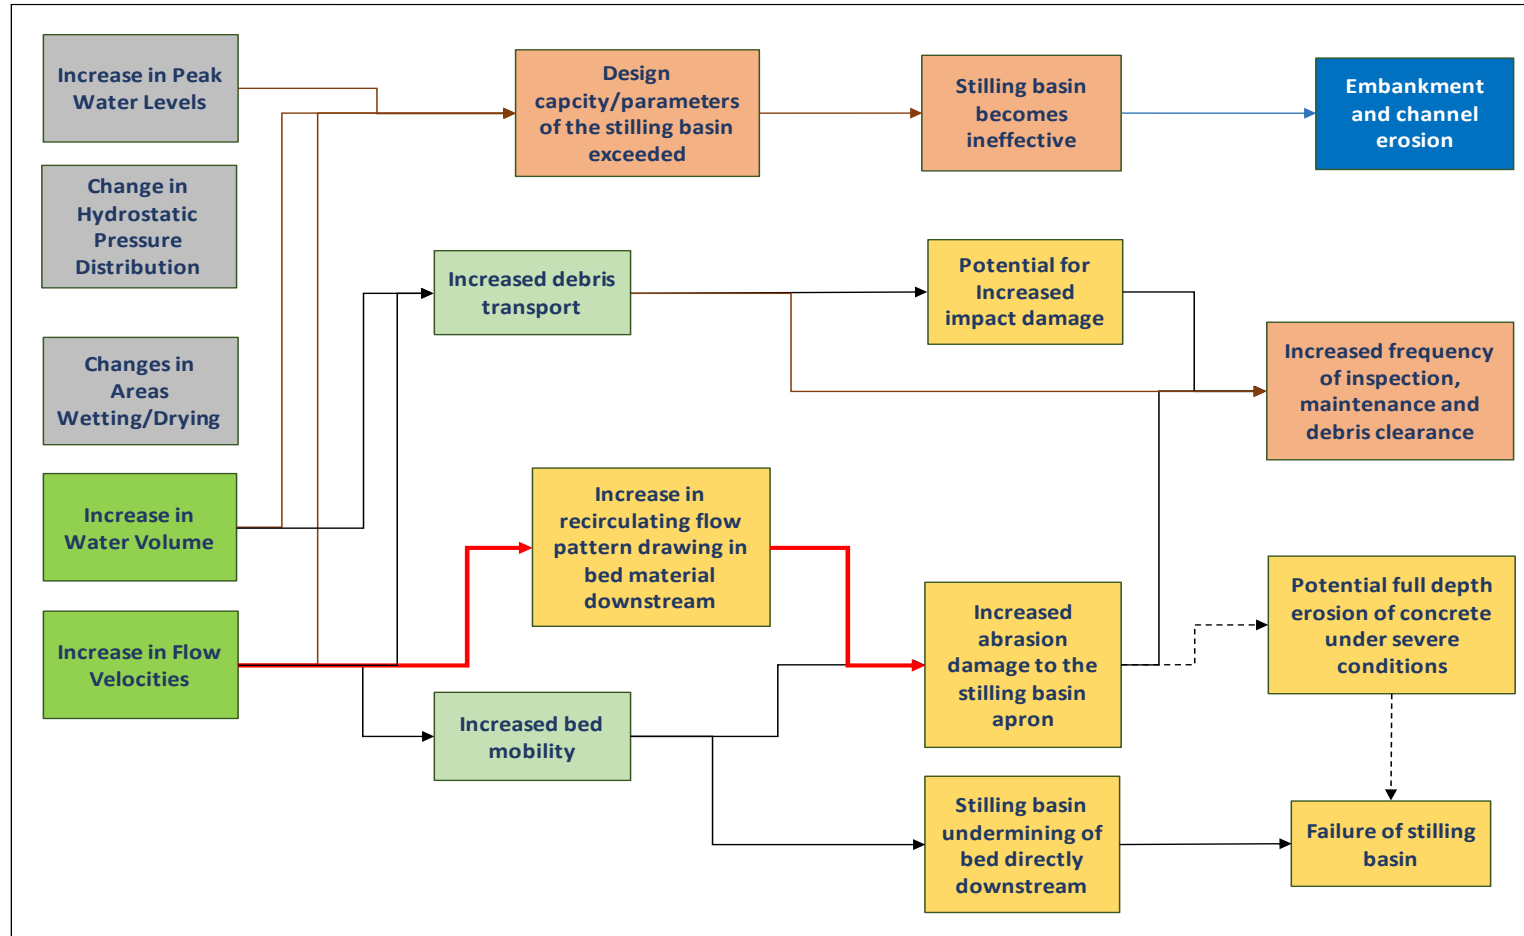 Increase in Peak
Water Levels
Design
capcity/parameters
of the stilling basin
exceeded
Stilling basin
becomes
ineffective
Embankment
and channel
erosion
Change in
Hydrostatic
Pressure
Distribution
Increased debris
transport
Potential for
Increased
impact damage
Changes in
Areas
Wetting/Drying
Increased frequency
of inspection,
maintenance and
debris clearance
Increase in
Water Volume
Increase in
recirculating flow
pattern drawing in
bed material
downstream
Increase in Flow
Velocities
Increased
abrasion
damage to the
stilling basin
apron
Potential full depth
erosion of concrete
under severe
conditions
Increased bed
mobility
Stilling basin
undermining of
bed directly
downstream
Failure of stilling
basin